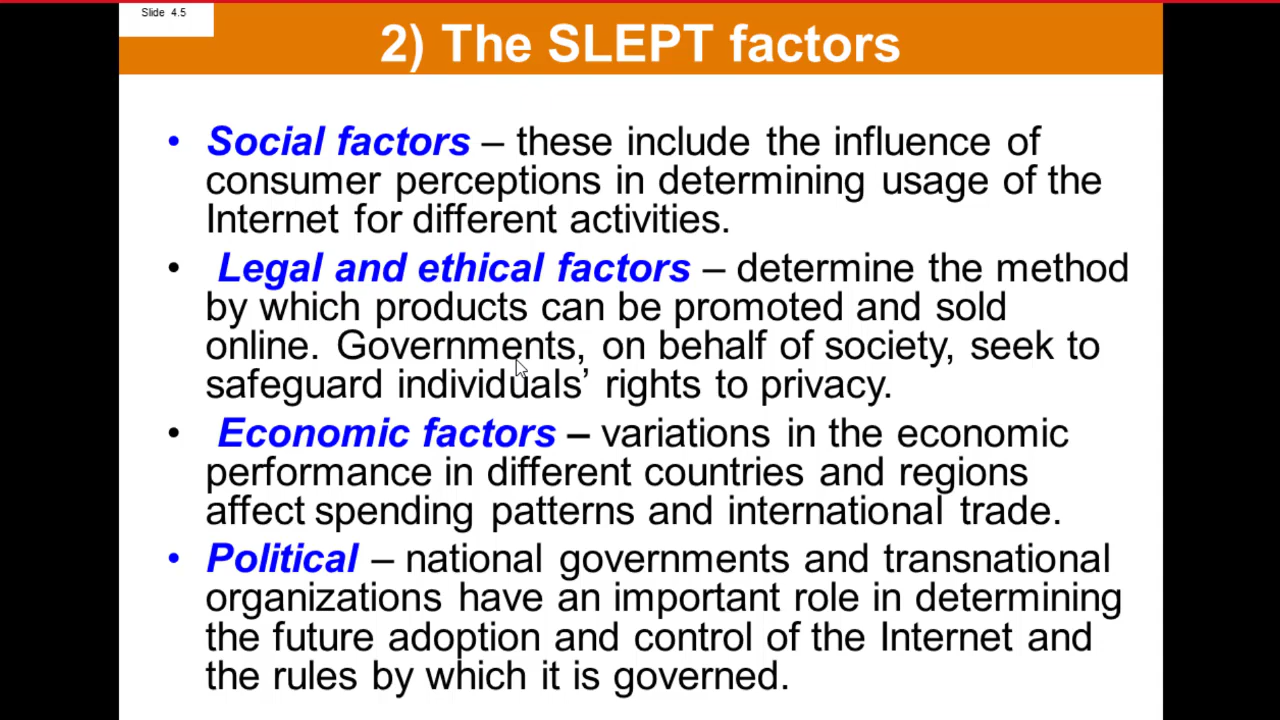 Slide 4.5
2) The SLEPT factors
• Social factors – these include the influence of
consumer perceptions in determining usage of the
Internet for different activities.
• Legal and ethical factors – determine the method
by which products can be promoted and sold
online. Governments, on behalf of society, seek to
safeguard individuals’ rights to privacy.
• Economic factors – variations in the economic
performance in different countries and regions
affect spending patterns and international trade.
• Political – national governments and transnational
organizations have an important role in determining
the future adoption and control of the Internet and
the rules by which it is governed.